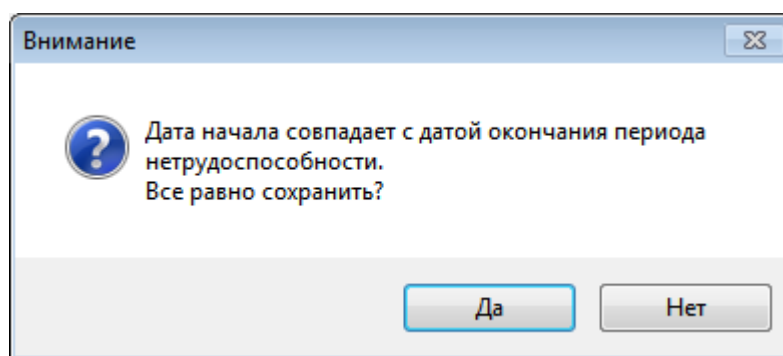 Внимание
Дата начала совпадает с датой окончания периода
нетрудоспособности.
Все равно сохранить?
Да
Нет